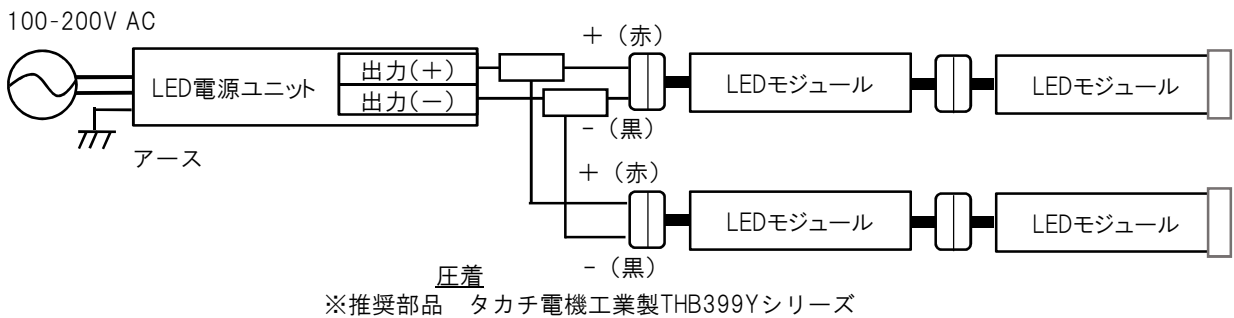 100-200V AC
LED電源ユニット
出力(+)
出力(-)
アース
+（赤）
-（黒）
LEDモジュール
LEDモジュール
+（赤）
-（黒）
LEDモジュール
LEDモジュール
圧着
※推奨部品　タカチ電機工業製THB399Yシリーズ